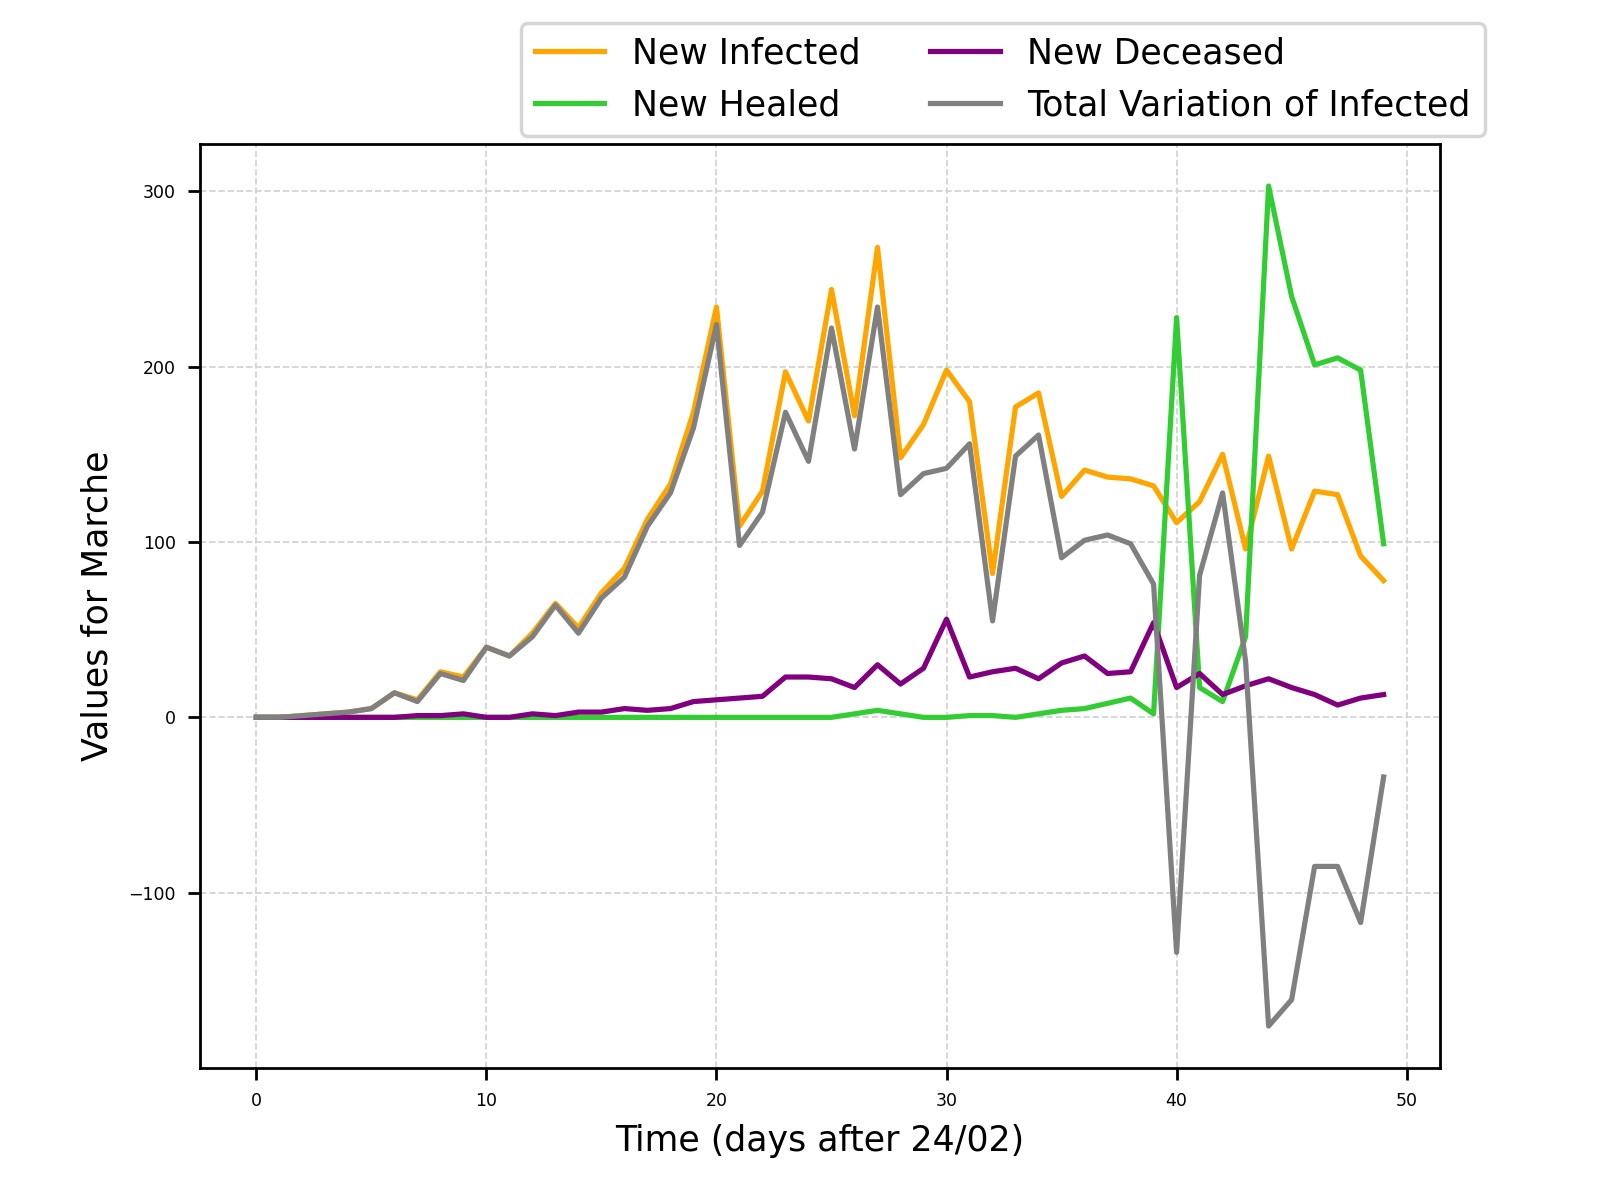 New Infected
New Healed
New Deceased
Total Variation of Infected
Values for Marche
300
200
100
0
−100
0 10 20 30 40 50
Time (days after 24/02)